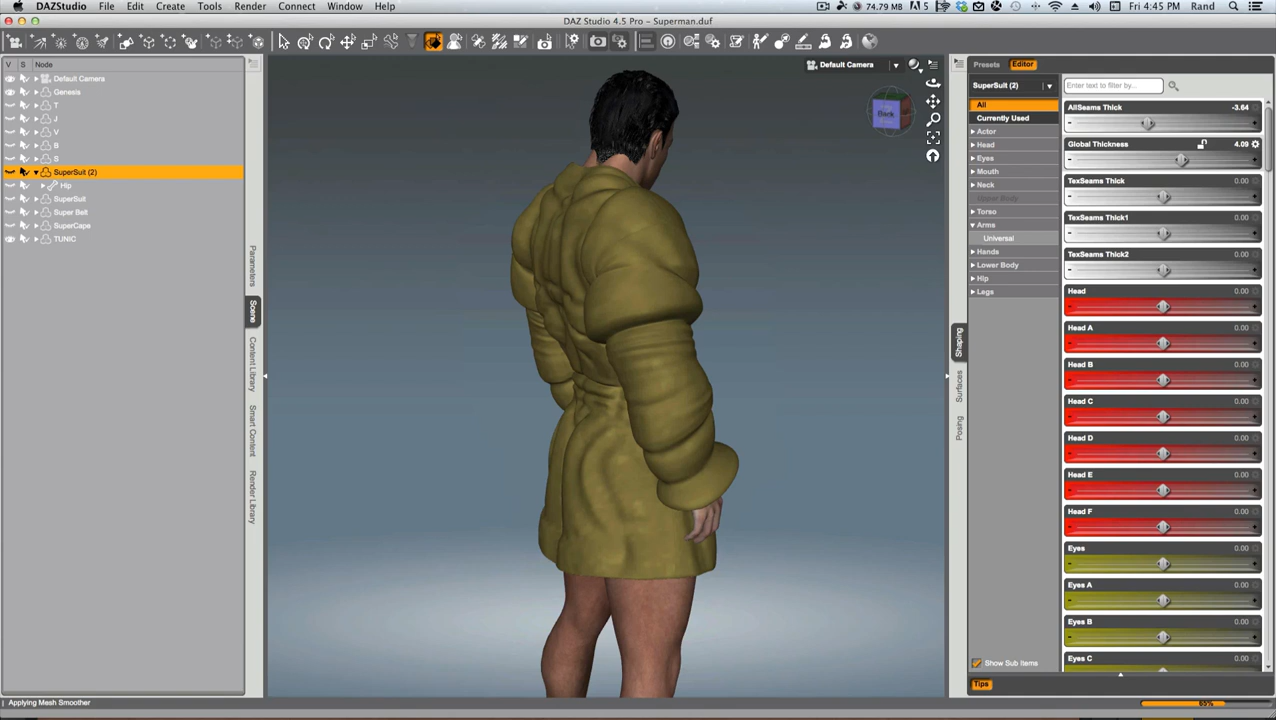 DAZStudio File Edit Create Tools Render Connect Window Help 74.79 MB 5 Fri 4:45 PM Rand
DAZ Studio 4.5 Pro - Superman.duf
V S Node
Default Camera
Genesis
T
J
V
B
S
SuperSuit (2)
Hip
SuperSuit
Super Belt
SuperCape
TUNIC
Parameters
Scene
Content Library
Smart Content
Render Library
Default Camera
Back
Shaping
Surfaces
Posing
Presets Editor
SuperSuit (2)
Enter text to filter by...
All
Currently Used
Actor
Head
Eyes
Mouth
Neck
Upper Body
Torso
Arms
Universal
Hands
Lower Body
Hip
Legs
AllSeams Thick -3.64
Global Thickness 4.09
TexSeams Thick 0.00
TexSeams Thick1 0.00
TexSeams Thick2 0.00
Head 0.00
Head A 0.00
Head B 0.00
Head C 0.00
Head D 0.00
Head E 0.00
Head F 0.00
Eyes 0.00
Eyes A 0.00
Eyes B 0.00
Eyes C 0.00
Show Sub Items
Tips
Applying Mesh Smoother